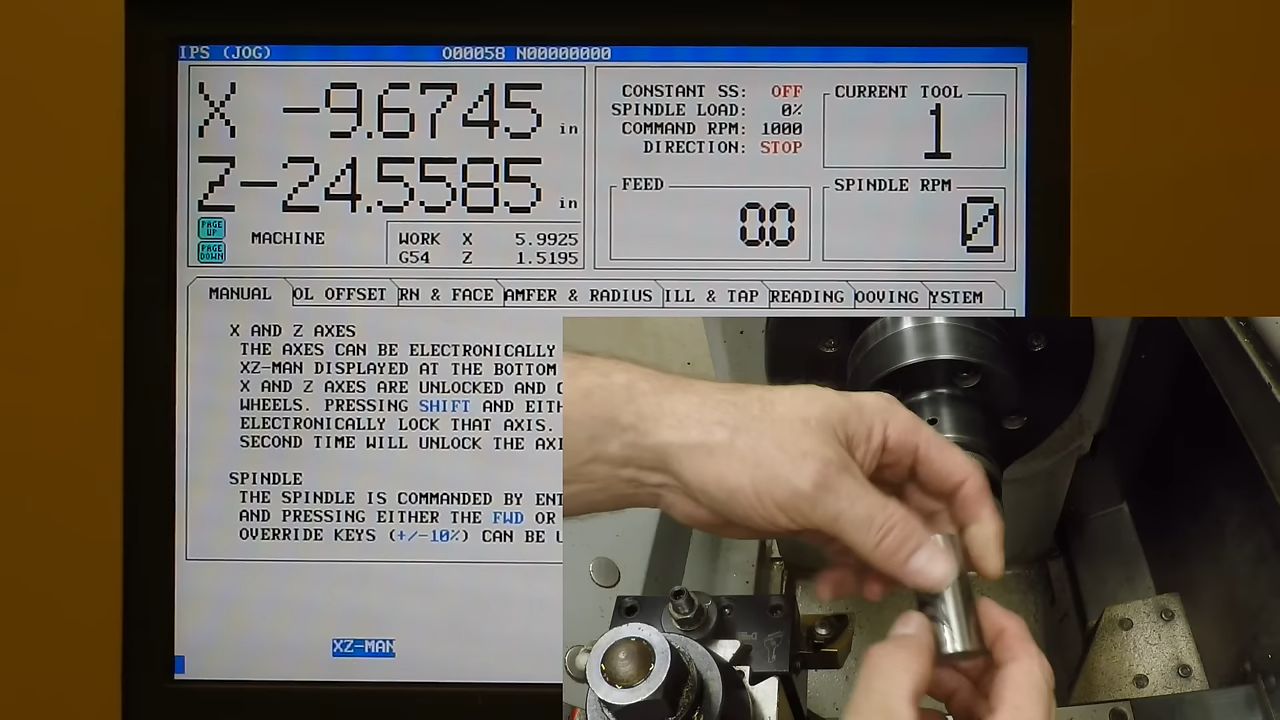 IPS (JOG) O00058 N00000000
X -9.6745 in
Z-24.5585 in
PAGE UP
PAGE DOWN
MACHINE
WORK X 5.9925
G54 Z 1.5195
CONSTANT SS: OFF
SPINDLE LOAD: 0%
COMMAND RPM: 1000
DIRECTION: STOP
CURRENT TOOL
1
FEED
0.0
SPINDLE RPM
0
MANUAL OL OFFSET RN & FACE AMFER & RADIUS ILL & TAP READING OOVING YSTEM
X AND Z AXES
THE AXES CAN BE ELECTRONICALLY
XZ-MAN DISPLAYED AT THE BOTTOM
X AND Z AXES ARE UNLOCKED AND
WHEELS. PRESSING SHIFT AND EITH
ELECTRONICALLY LOCK THAT AXIS.
SECOND TIME WILL UNLOCK THE AXI
SPINDLE
THE SPINDLE IS COMMANDED BY ENT
AND PRESSING EITHER THE FWD OR
OVERRIDE KEYS (+/-10%) CAN BE U
XZ-MAN